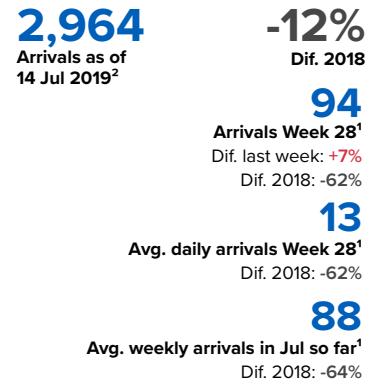 2,964
-12%
Arrivals as of
14 Jul 2019²
Dif. 2018
94
Arrivals Week 28¹
Dif. last week: +7%
Dif. 2018: -62%
13
Avg. daily arrivals Week 28¹
Dif. 2018: -62%
88
Avg. weekly arrivals in Jul so far¹
Dif. 2018: -64%